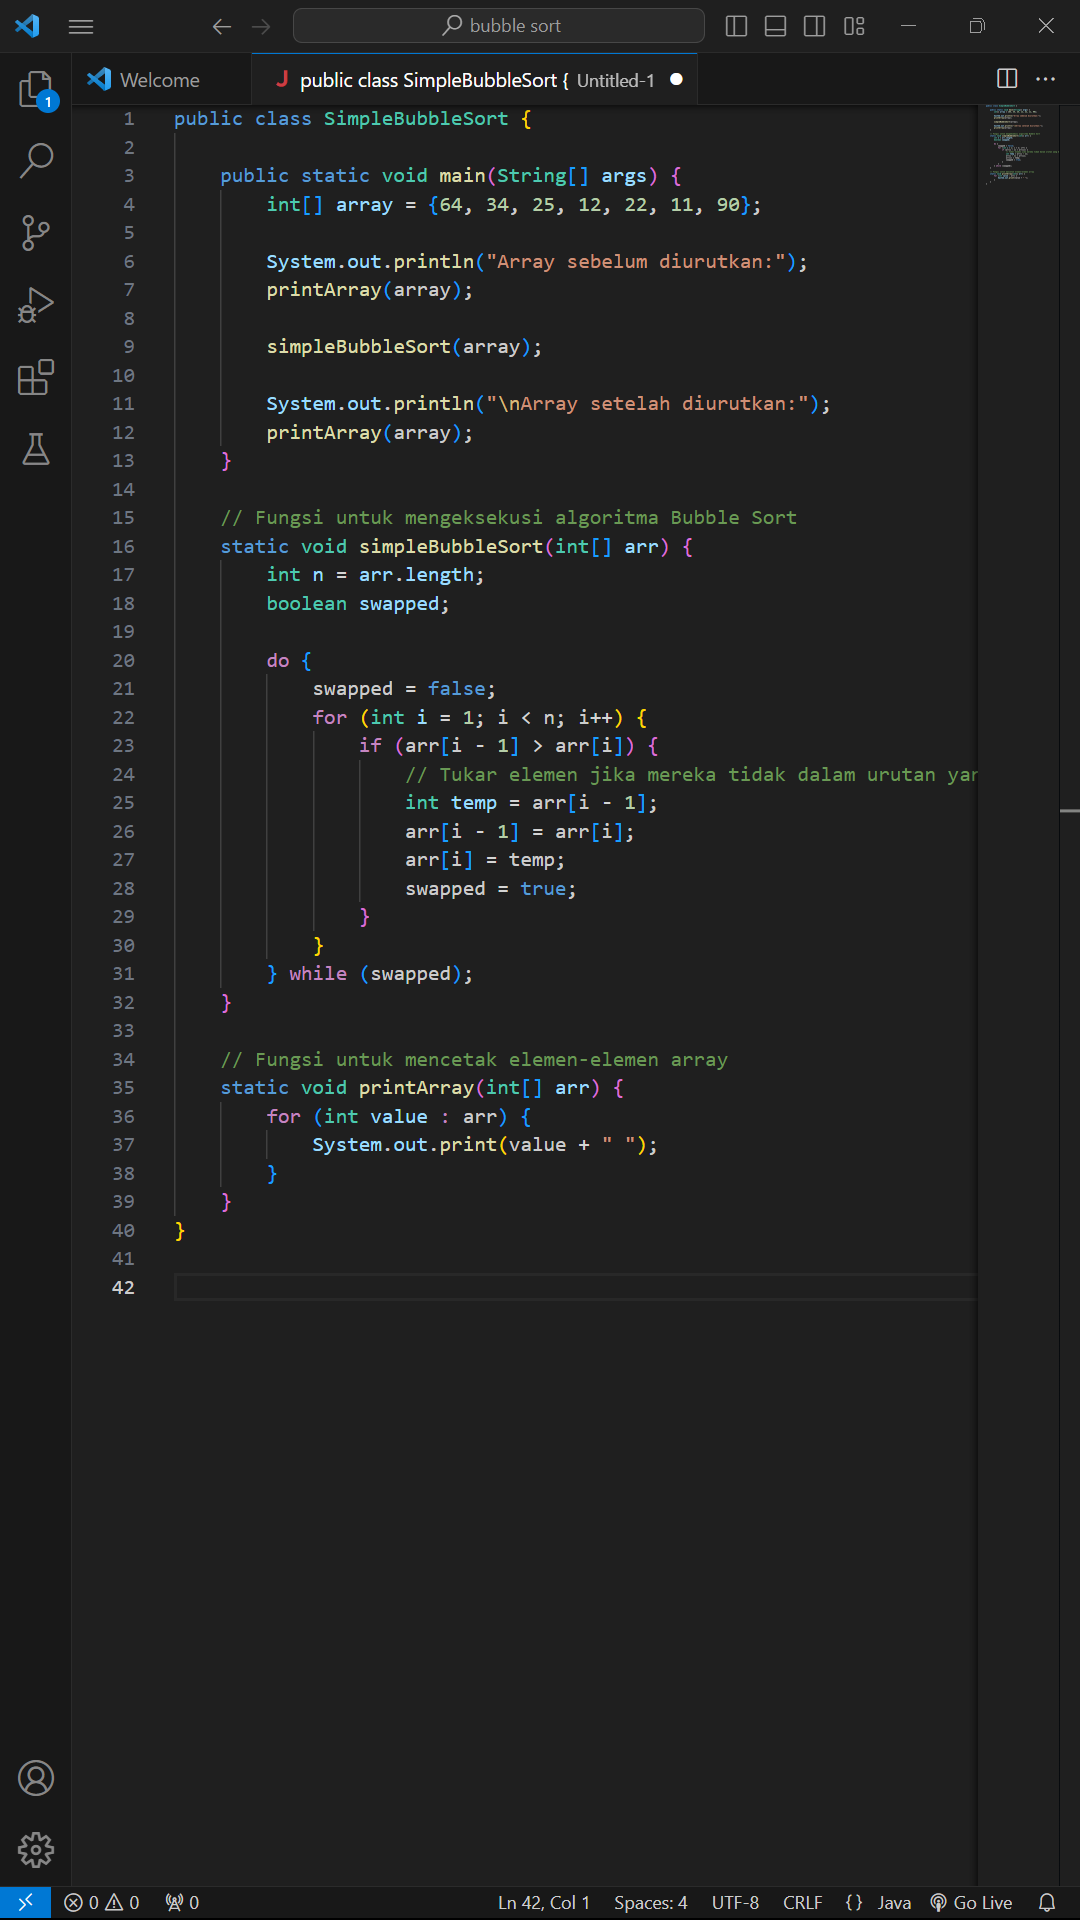 bubble sort
Welcome
J public class SimpleBubbleSort { Untitled-1
1
1 public class SimpleBubbleSort {
2
3     public static void main(String[] args) {
4         int[] array = {64, 34, 25, 12, 22, 11, 90};
5
6         System.out.println("Array sebelum diurutkan:");
7         printArray(array);
8
9         simpleBubbleSort(array);
10
11         System.out.println("\nArray setelah diurutkan:");
12         printArray(array);
13     }
14
15     // Fungsi untuk mengeksekusi algoritma Bubble Sort
16     static void simpleBubbleSort(int[] arr) {
17         int n = arr.length;
18         boolean swapped;
19
20         do {
21             swapped = false;
22             for (int i = 1; i < n; i++) {
23                 if (arr[i - 1] > arr[i]) {
24                     // Tukar elemen jika mereka tidak dalam urutan yan
25                     int temp = arr[i - 1];
26                     arr[i - 1] = arr[i];
27                     arr[i] = temp;
28                     swapped = true;
29                 }
30             }
31         } while (swapped);
32     }
33
34     // Fungsi untuk mencetak elemen-elemen array
35     static void printArray(int[] arr) {
36         for (int value : arr) {
37             System.out.print(value + " ");
38         }
39     }
40 }
41
42
0 0 0 Ln 42, Col 1 Spaces: 4 UTF-8 CRLF {} Java Go Live